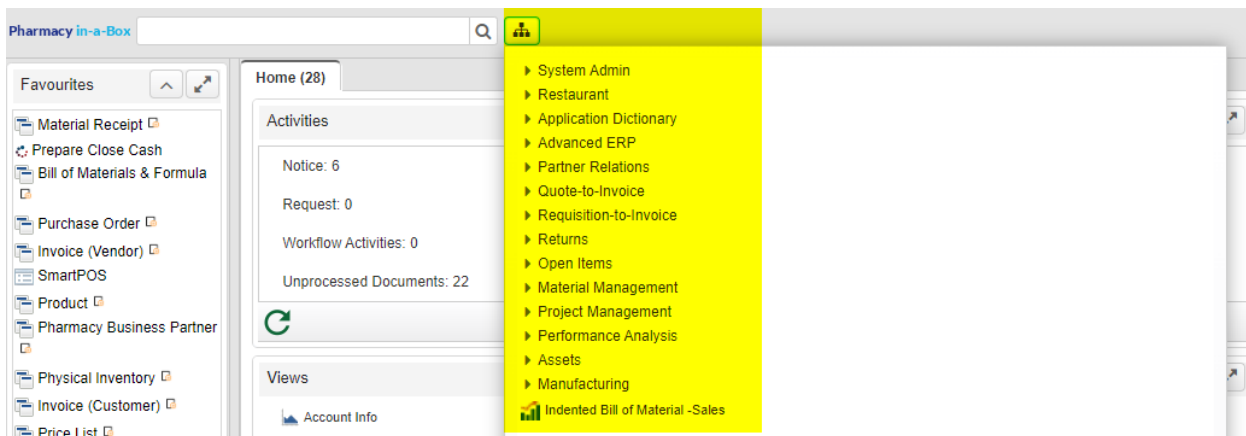 Pharmacy in-a-Box
Favourites
Material Receipt
Prepare Close Cash
Bill of Materials & Formula
Purchase Order
Invoice (Vendor)
SmartPOS
Product
Pharmacy Business Partner
Physical Inventory
Invoice (Customer)
Price List
Home (28)
Activities
Notice: 6
Request: 0
Workflow Activities: 0
Unprocessed Documents: 22
Views
Account Info
System Admin
Restaurant
Application Dictionary
Advanced ERP
Partner Relations
Quote-to-Invoice
Requisition-to-Invoice
Returns
Open Items
Material Management
Project Management
Performance Analysis
Assets
Manufacturing
Indented Bill of Material -Sales